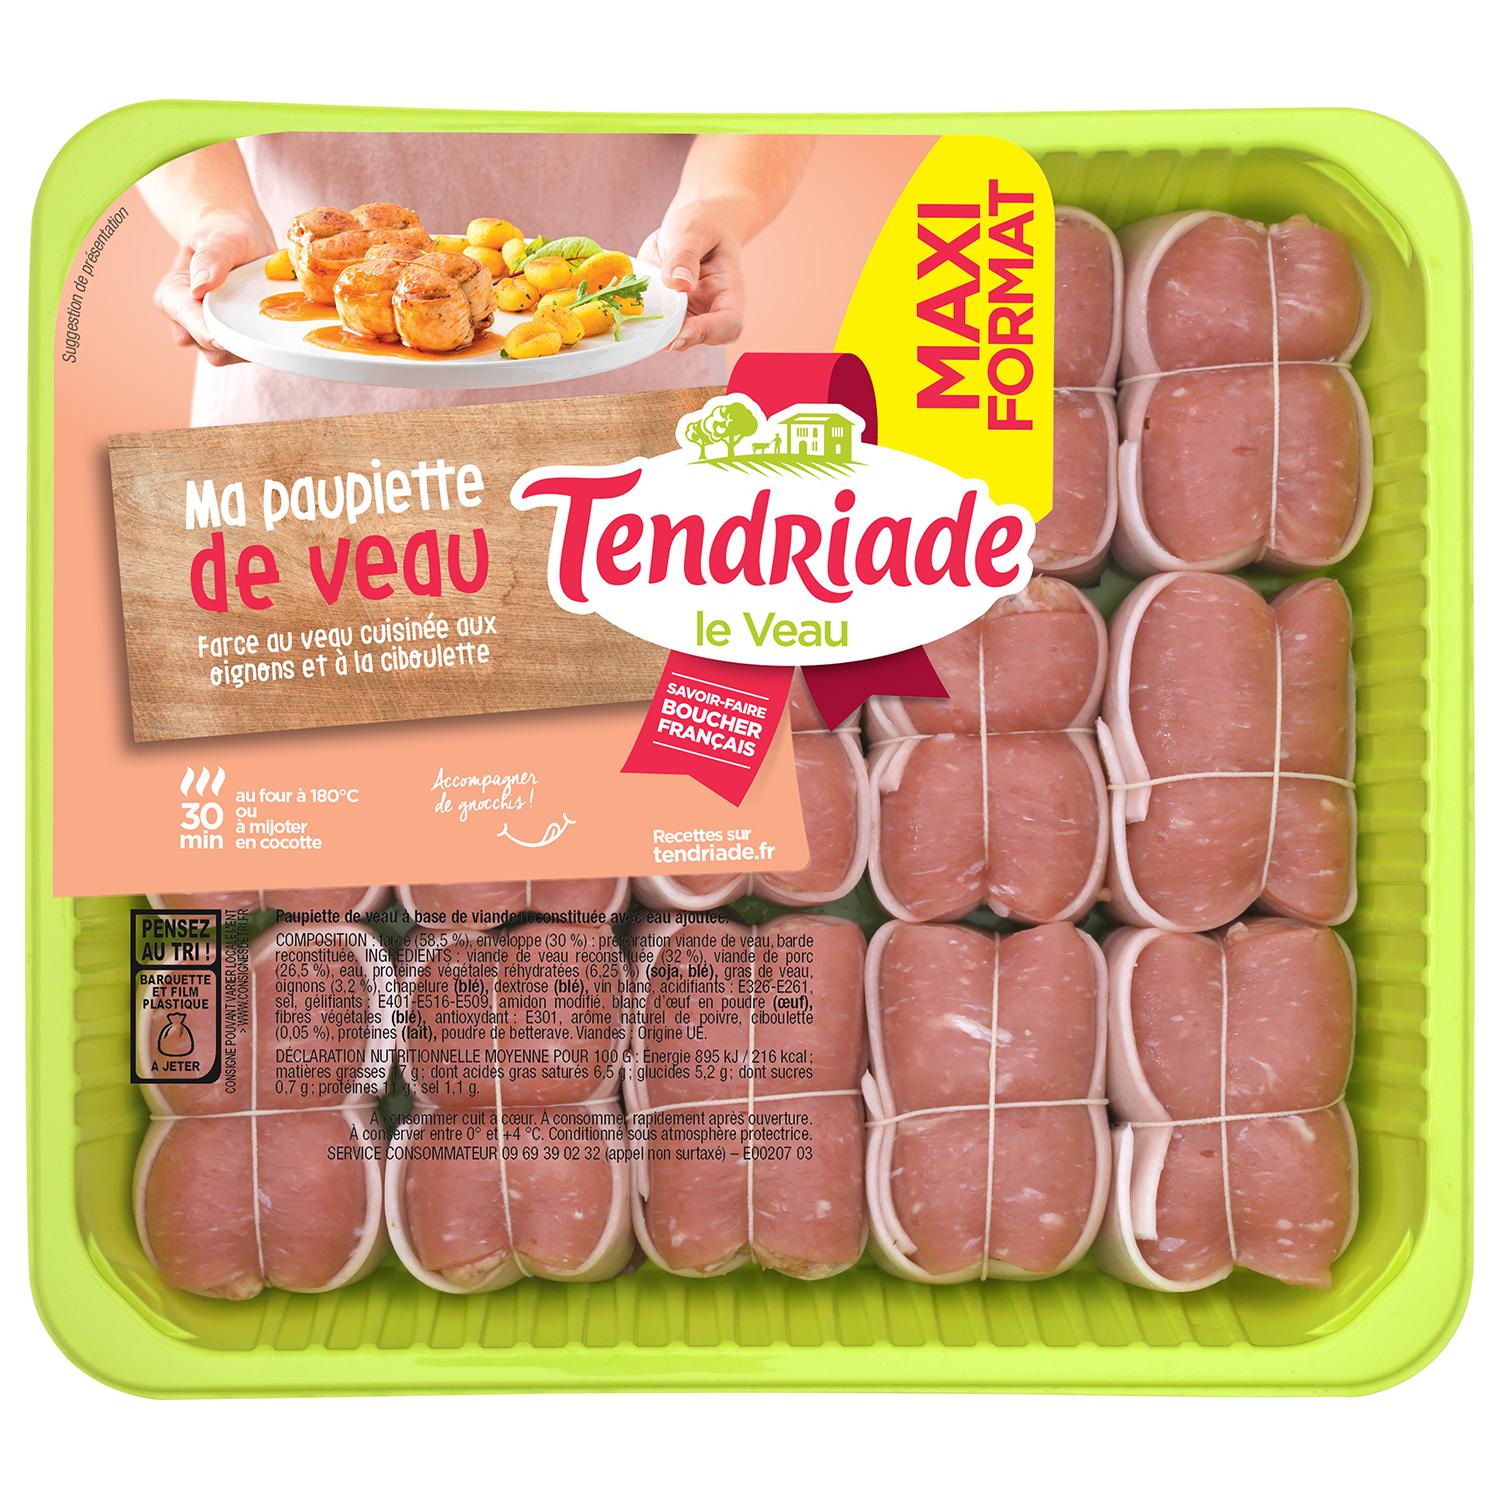 Suggestion de présentation
MAXI
FORMAT
Ma paupiette
de veau
Farce au veau cuisinée aux
oignons et à la ciboulette
Tendriade
le Veau
SAVOIR-FAIRE
BOUCHER
FRANÇAIS
30
min
au four à 180°C
ou
à mijoter
en cocotte
Accompagner
de gnocchis !
Recettes sur
tendriade.fr
PENSEZ
AU TRI !
BARQUETTE
ET FILM
PLASTIQUE
À JETER
CONSIGNE POUVANT VARIER LOCALEMENT
> WWW.CONSIGNESDETRI.FR
Paupiette de veau à base de viande reconstituée avec eau ajoutée.
COMPOSITION : farce (58,5 %), enveloppe (30 %) : préparation viande de veau, barde
reconstituée. INGRÉDIENTS : viande de veau reconstituée (32 %), viande de porc
(26,5 %), eau, protéines végétales réhydratées (6,25 %) (soja, blé), gras de veau,
oignons (3,2 %), chapelure (blé), dextrose (blé), vin blanc, acidifiants : E326-E261,
sel, gélifiants : E401-E516-E509, amidon modifié, blanc d'œuf en poudre (œuf),
fibres végétales (blé), antioxydant : E301, arôme naturel de poivre, ciboulette
(0,05 %), protéines (lait), poudre de betterave. Viandes : Origine UE.
DÉCLARATION NUTRITIONNELLE MOYENNE POUR 100 G : Énergie 895 kJ / 216 kcal ;
matières grasses 17 g ; dont acides gras saturés 6,5 g ; glucides 5,2 g ; dont sucres
0,7 g ; protéines 11 g ; sel 1,1 g.
À consommer cuit à cœur. À consommer rapidement après ouverture.
À conserver entre 0° et +4 °C. Conditionné sous atmosphère protectrice.
SERVICE CONSOMMATEUR 09 69 39 02 32 (appel non surtaxé) – E00207 03